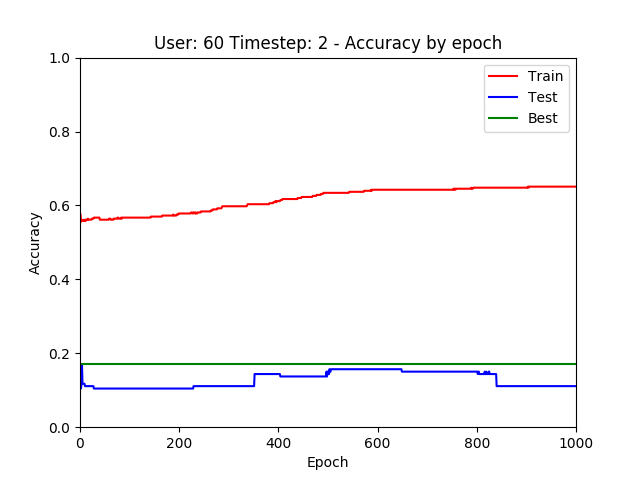 User: 60 Timestep: 2 - Accuracy by epoch
1.0
0.8
0.6
0.4
0.2
0.0
Accuracy
Train
Test
Best
0 200 400 600 800 1000
Epoch